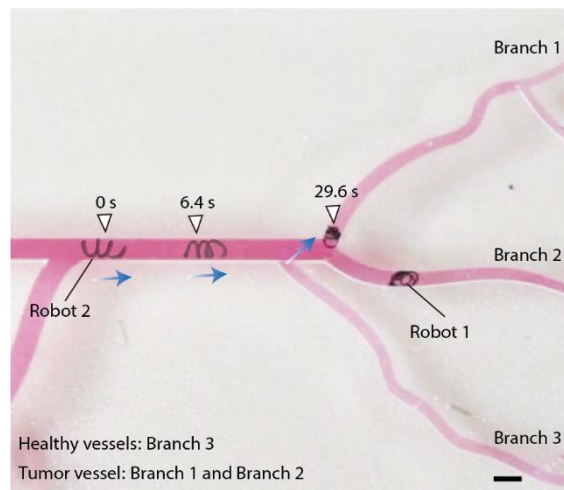 Branch 1
0 s
6.4 s
29.6 s
Branch 2
Robot 2
Robot 1
Healthy vessels: Branch 3
Branch 3
Tumor vessel: Branch 1 and Branch 2